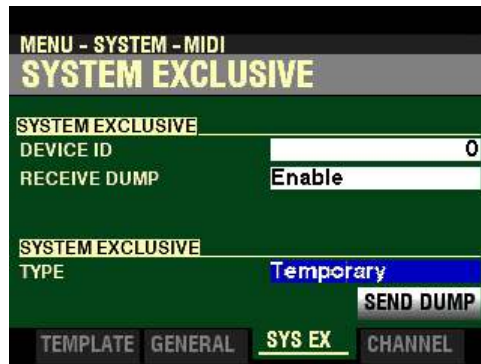 MENU - SYSTEM - MIDI
SYSTEM EXCLUSIVE
SYSTEM EXCLUSIVE
DEVICE ID 0
RECEIVE DUMP Enable
SYSTEM EXCLUSIVE
TYPE Temporary
SEND DUMP
TEMPLATE GENERAL SYS EX CHANNEL